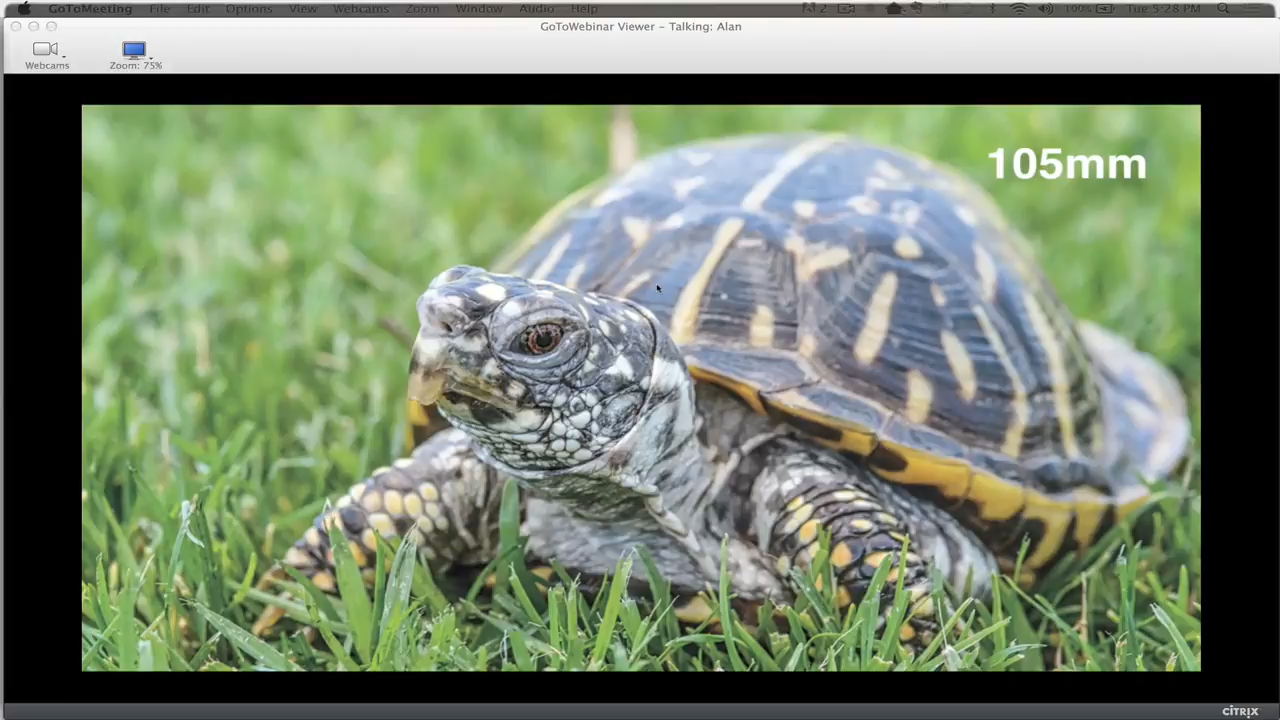 GoToMeeting File Edit Options View Webcams Zoom Window Audio Help 2 100% Tue 5:28 PM
GoToWebinar Viewer - Talking: Alan
Webcams
Zoom: 75%
105mm
CITRIX